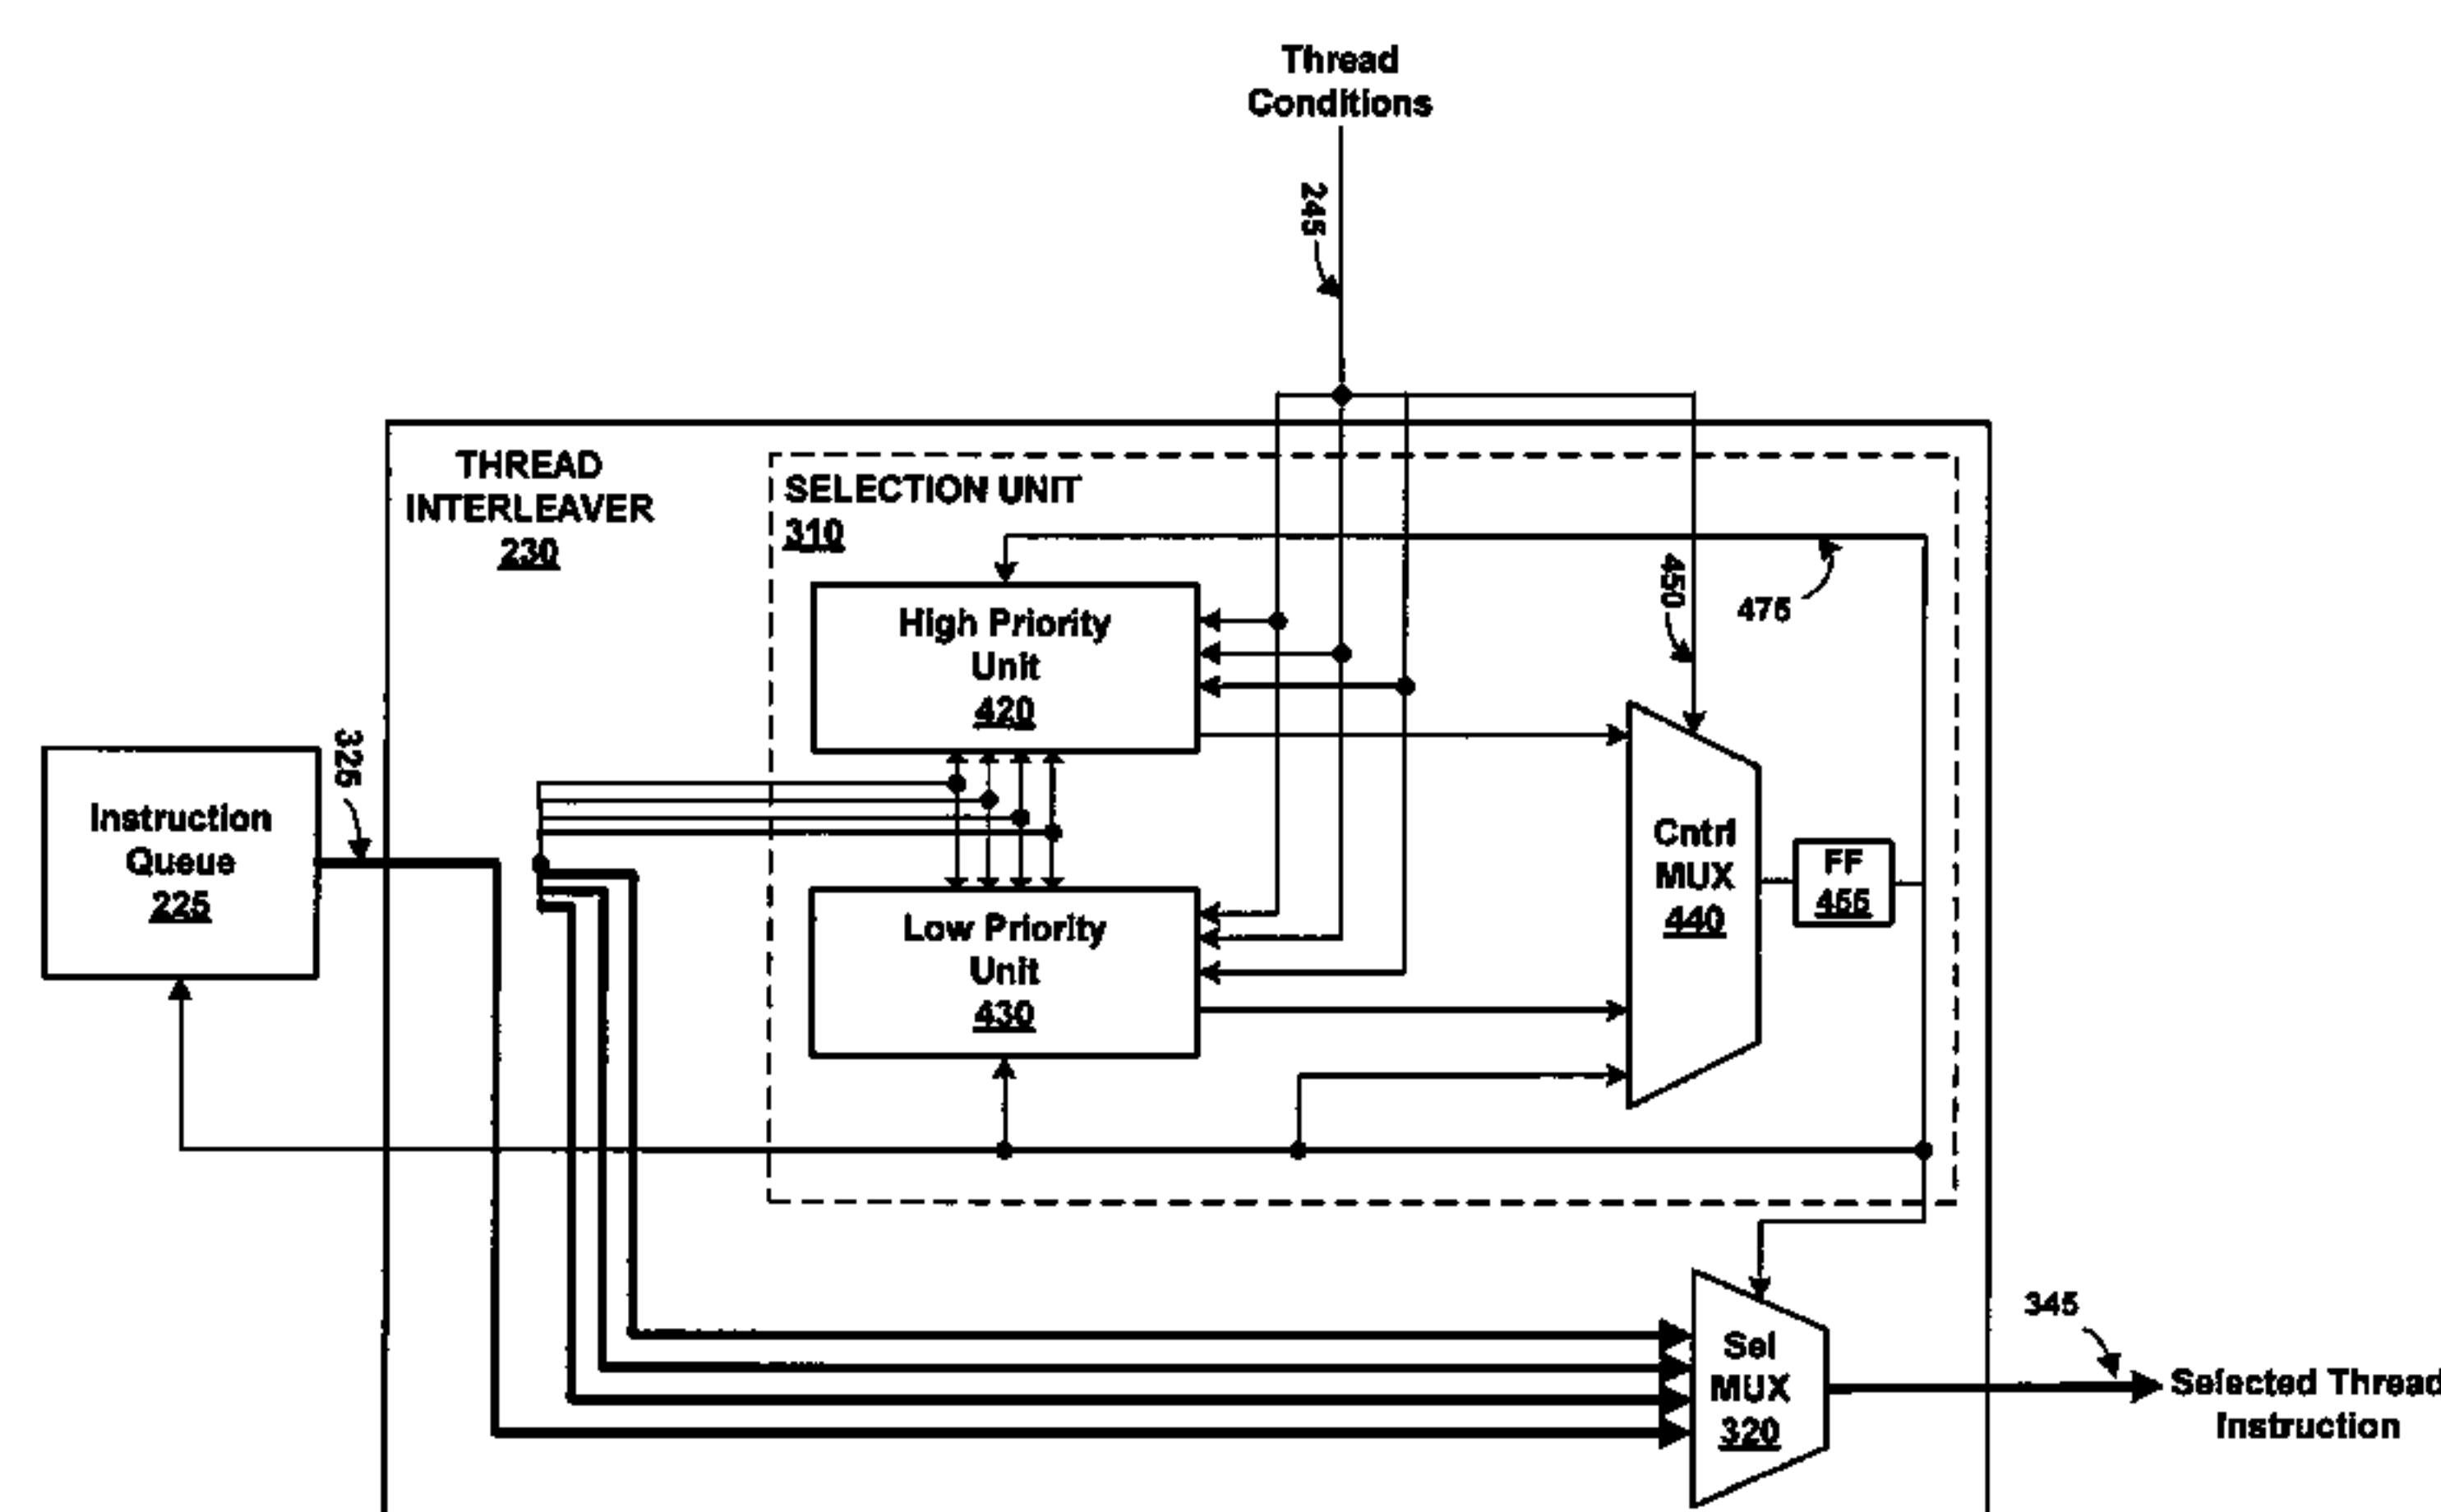 Thread
Conditions
245
THREAD
INTERLEAVER
230
SELECTION UNIT
310
High Priority
Unit
420
450
475
325
Instruction
Queue
225
Cntrl
MUX
440
FF
455
Low Priority
Unit
430
Sel
MUX
320
345
Selected Thread
Instruction